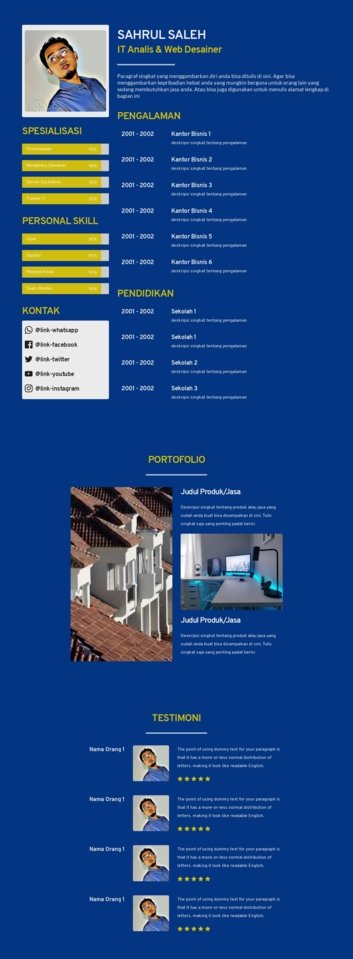 SAHRUL SALEH
IT Analis & Web Desainer
Paragraf singkat yang menggambarkan diri anda bisa ditulis di sini. Agar bisa
menggambarkan kepribadian hebat anda yang mungkin berguna untuk orang lain yang
sedang membutuhkan jasa anda. Atau bisa juga digunakan untuk menulis alamat lengkap di
bagian ini
SPESIALISASI
Perencanaan 90%
Wordpress Desainer 90%
Server SysAdmin 90%
Trainer IT 90%
PERSONAL SKILL
Jujur 90%
Disiplin 90%
Pekerja Keras 90%
Team Worker 90%
KONTAK
@link-whatsapp
@link-facebook
@link-twitter
@link-youtube
@link-instagram
PENGALAMAN
2001 - 2002 Kantor Bisnis 1
deskripsi singkat tentang pengalaman
2001 - 2002 Kantor Bisnis 2
deskripsi singkat tentang pengalaman
2001 - 2002 Kantor Bisnis 3
deskripsi singkat tentang pengalaman
2001 - 2002 Kantor Bisnis 4
deskripsi singkat tentang pengalaman
2001 - 2002 Kantor Bisnis 5
deskripsi singkat tentang pengalaman
2001 - 2002 Kantor Bisnis 6
deskripsi singkat tentang pengalaman
PENDIDIKAN
2001 - 2002 Sekolah 1
deskripsi singkat tentang pengalaman
2001 - 2002 Sekolah 1
deskripsi singkat tentang pengalaman
2001 - 2002 Sekolah 2
deskripsi singkat tentang pengalaman
2001 - 2002 Sekolah 3
deskripsi singkat tentang pengalaman
PORTOFOLIO
Judul Produk/Jasa
Deskripsi singkat tentang produk atau jasa yang
sudah anda buat bisa disampaikan di sini. Tulis
singkat saja yang penting padat berisi
Judul Produk/Jasa
Deskripsi singkat tentang produk atau jasa yang
sudah anda buat bisa disampaikan di sini. Tulis
singkat saja yang penting padat berisi
TESTIMONI
Nama Orang 1
The point of using dummy text for your paragraph is
that it has a more-or-less normal distribution of
letters, making it look like readable English.
Nama Orang 1
The point of using dummy text for your paragraph is
that it has a more-or-less normal distribution of
letters, making it look like readable English.
Nama Orang 1
The point of using dummy text for your paragraph is
that it has a more-or-less normal distribution of
letters, making it look like readable English.
Nama Orang 1
The point of using dummy text for your paragraph is
that it has a more-or-less normal distribution of
letters, making it look like readable English.